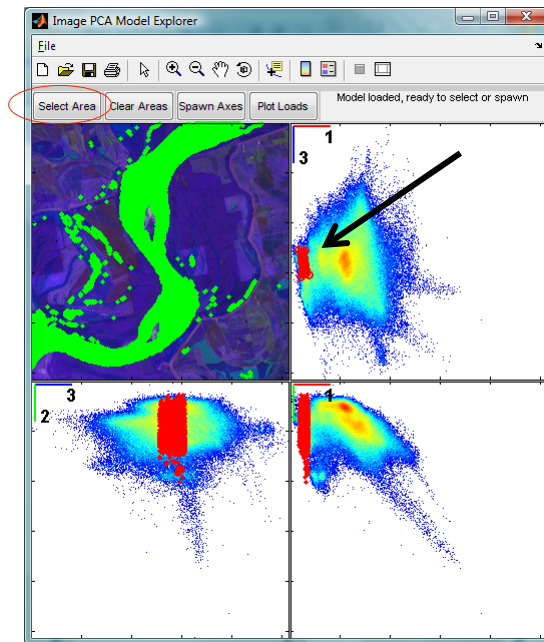 Image PCA Model Explorer
File
Select Area Clear Areas Spawn Axes Plot Loads Model loaded, ready to select or spawn
1
3
3
2
1